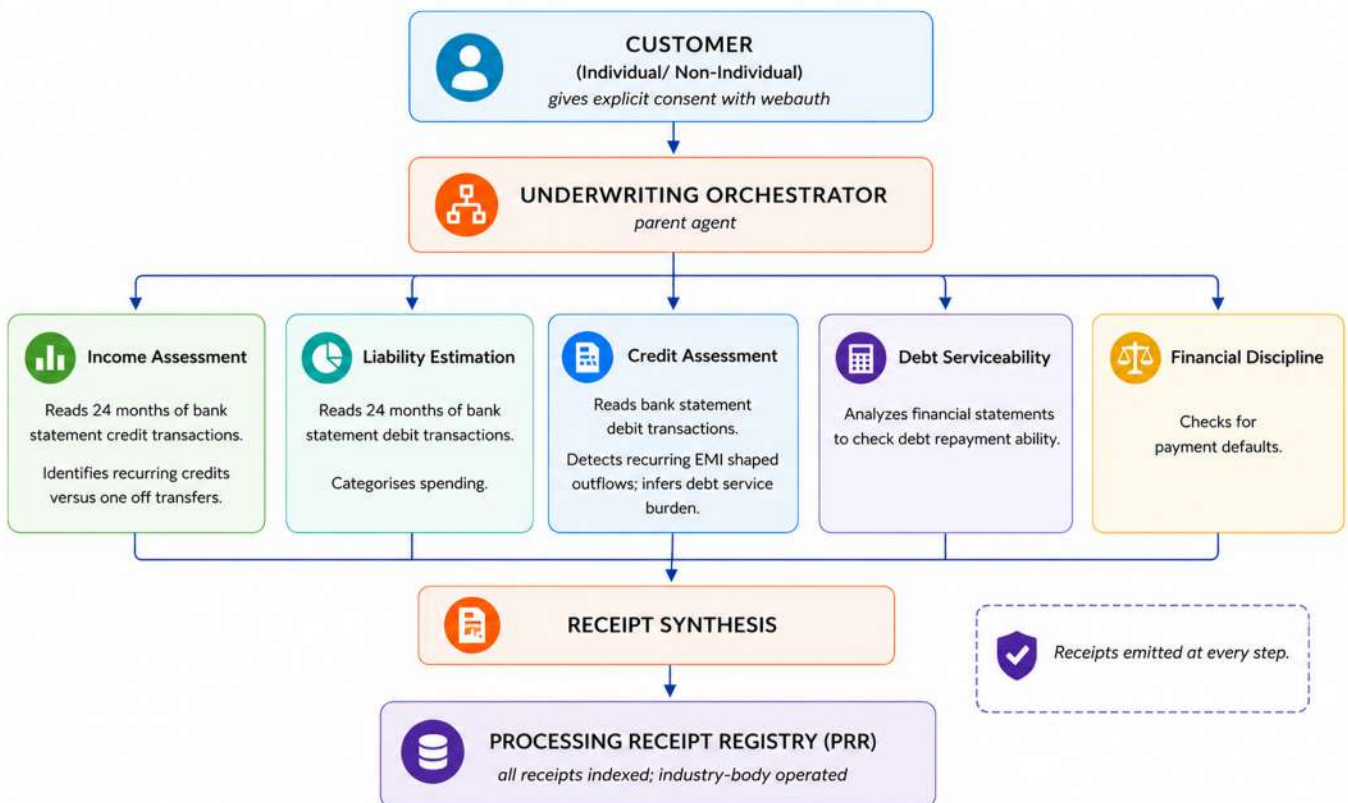 CUSTOMER
(Individual/ Non-Individual)
gives explicit consent with webauth
UNDERWRITING ORCHESTRATOR
parent agent
Income Assessment
Reads 24 months of bank
statement credit transactions.
Identifies recurring credits
versus one off transfers.
Liability Estimation
Reads 24 months of bank
statement debit transactions.
Categorises spending.
Credit Assessment
Reads bank statement
debit transactions.
Detects recurring EMI shaped
outflows; infers debt service
burden.
Debt Serviceability
Analyzes financial statements
to check debt repayment ability.
Financial Discipline
Checks for
payment defaults.
RECEIPT SYNTHESIS
Receipts emitted at every step.
PROCESSING RECEIPT REGISTRY (PRR)
all receipts indexed; industry-body operated